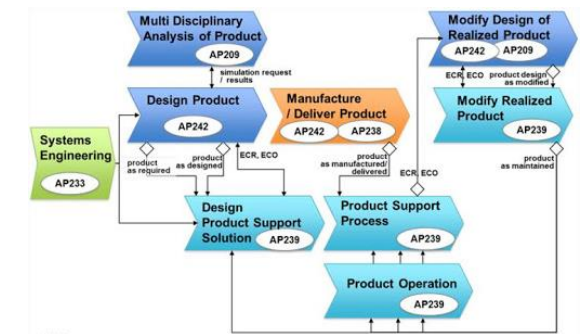 Multi Disciplinary
Analysis of Product
AP209
simulation request
/ results
Design Product
AP242
Systems
Engineering
AP233
product
as required
product
as designed
ECR, ECO
Manufacture
/ Deliver Product
AP242
AP238
product
as manufactured/
delivered
ECR, ECO
Modify Design of
Realized Product
AP242
AP209
ECR, ECO
product design
as modified
Modify Realized
Product
AP239
product
as maintained
Design
Product Support
Solution
AP239
Product Support
Process
AP239
Product Operation
AP239